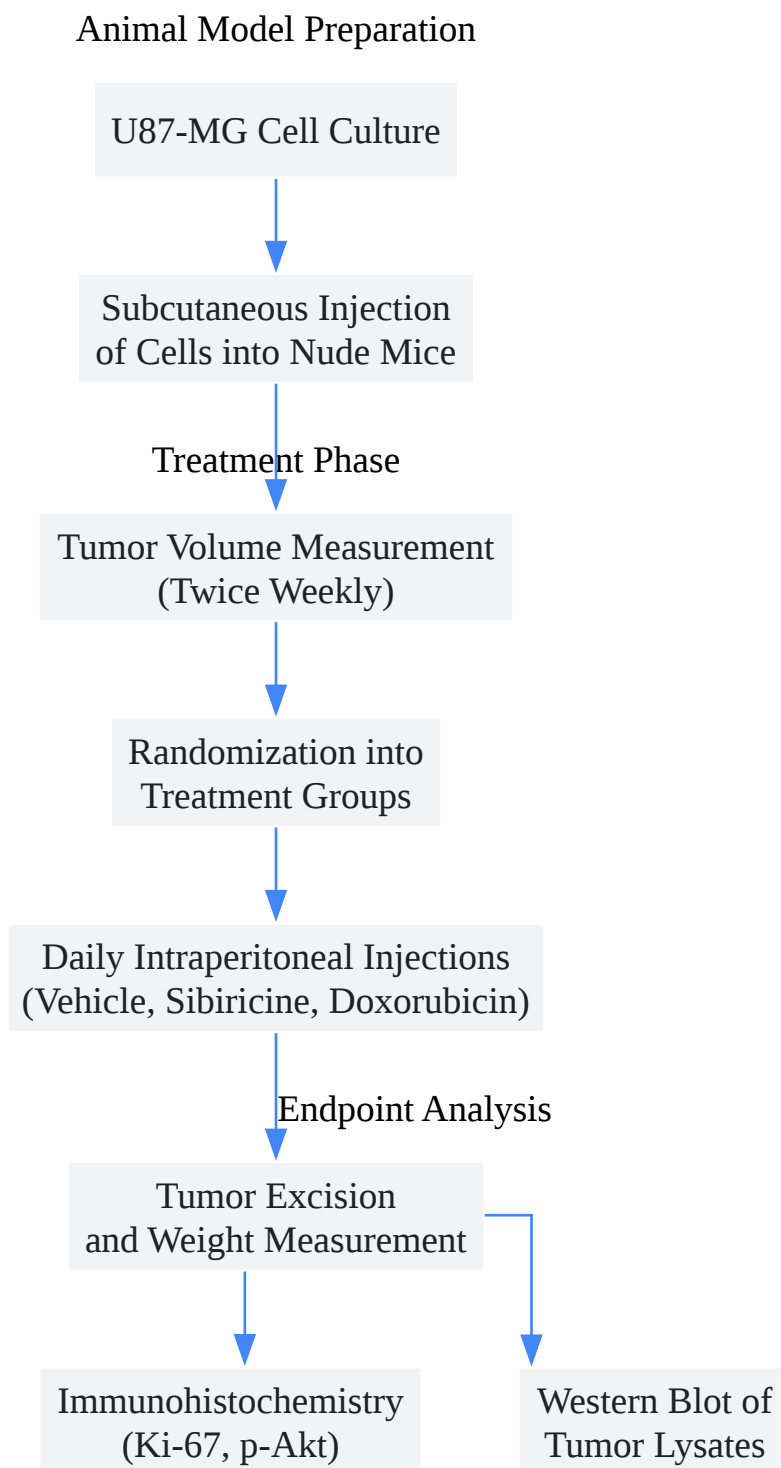 Animal Model Preparation
U87-MG Cell Culture
Subcutaneous Injection
of Cells into Nude Mice
Treatment Phase
Tumor Volume Measurement
(Twice Weekly)
Randomization into
Treatment Groups
Daily Intraperitoneal Injections
(Vehicle, Sibiricine, Doxorubicin)
Endpoint Analysis
Tumor Excision
and Weight Measurement
Immunohistochemistry
(Ki-67, p-Akt)
Western Blot of
Tumor Lysates